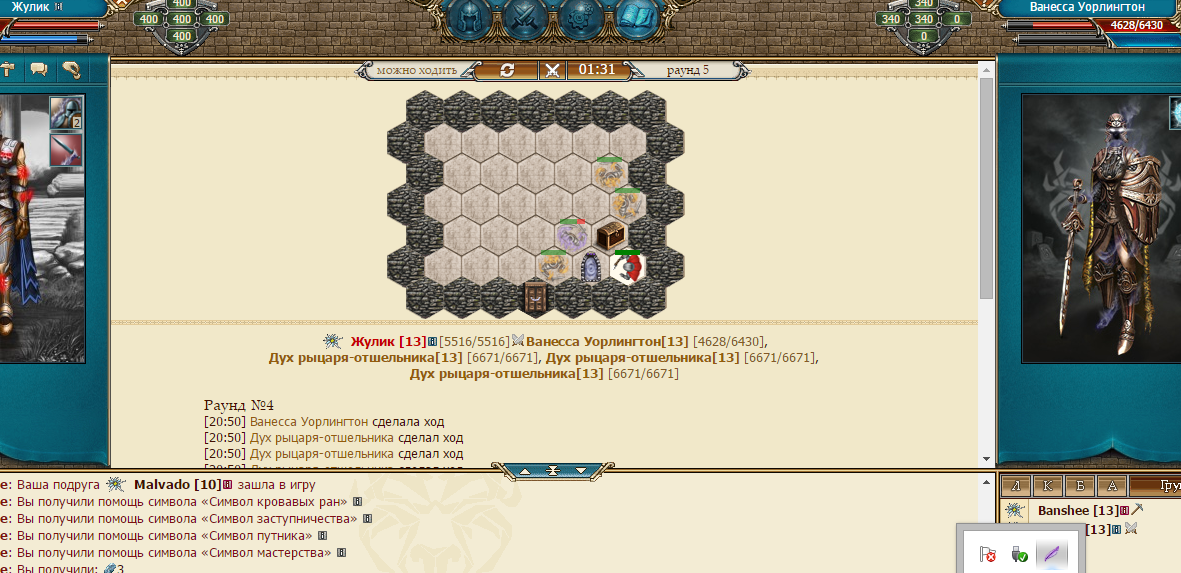 Жулик
400
400 400 400
400
340
340 340 0
0
Ванесса Уорлингтон
4628/6430
можно ходить 01:31 раунд 5
2
Жулик [13] [5516/5516] Ванесса Уорлингтон[13] [4628/6430],
Дух рыцаря-отшельника[13] [6671/6671], Дух рыцаря-отшельника[13] [6671/6671],
Дух рыцаря-отшельника[13] [6671/6671]
Раунд №4
[20:50] Ванесса Уорлингтон сделала ход
[20:50] Дух рыцаря-отшельника сделал ход
[20:50] Дух рыцаря-отшельника сделал ход
е: Ваша подруга Malvado [10] зашла в игру
е: Вы получили помощь символа «Символ кровавых ран»
е: Вы получили помощь символа «Символ заступничества»
е: Вы получили помощь символа «Символ путника»
е: Вы получили помощь символа «Символ мастерства»
е: Вы получили: 3
Л К Б А Гру
Banshee [13]
[13]